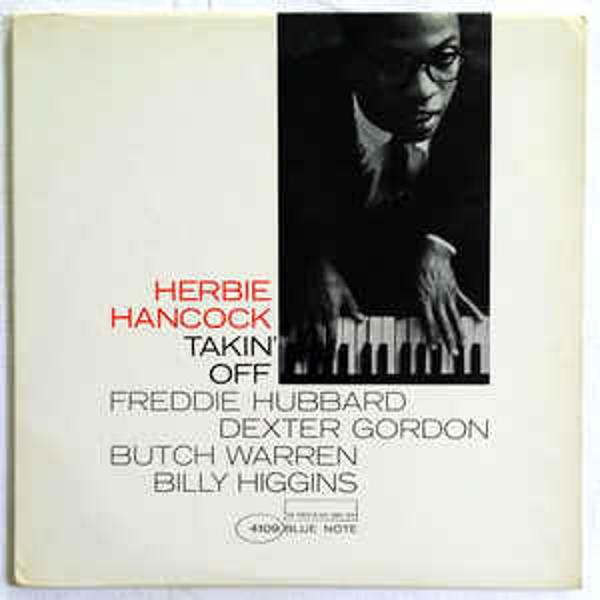 HERBIE
HANCOCK
TAKIN'
OFF
FREDDIE HUBBARD
DEXTER GORDON
BUTCH WARREN
BILLY HIGGINS
4109 BLUE NOTE